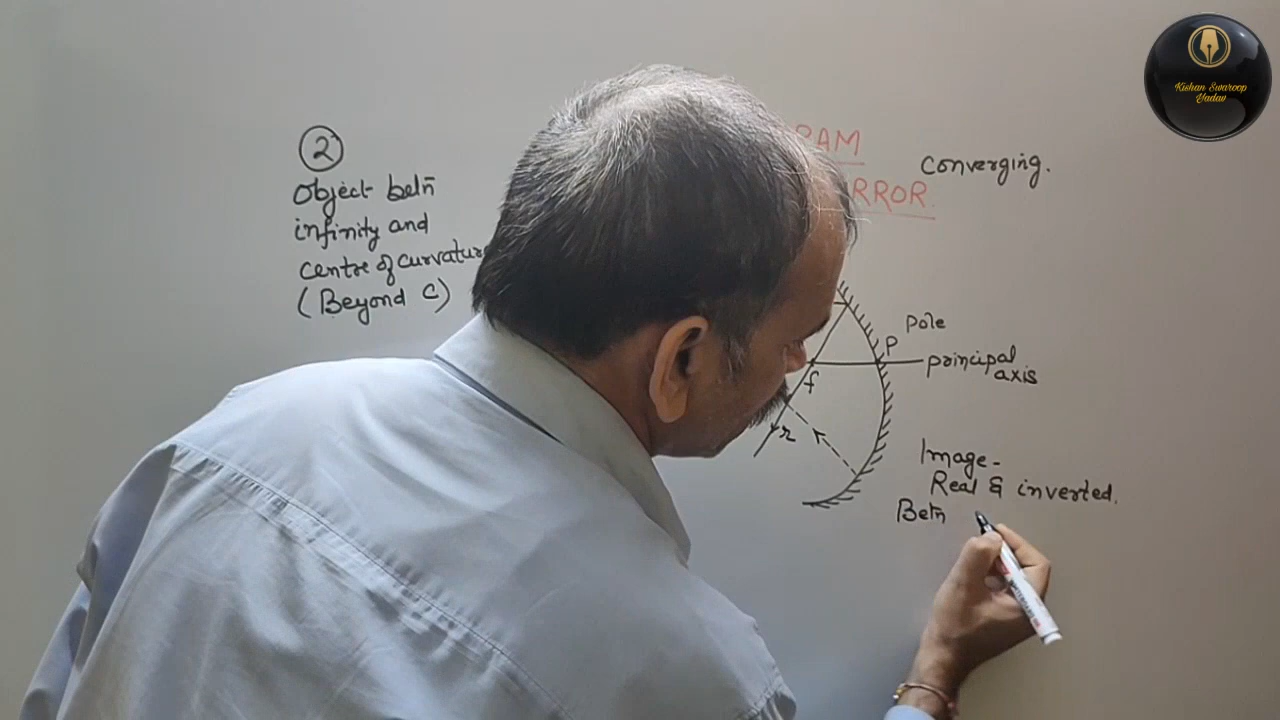 2
Object betn̄
infinity and
Centre of curvature
(Beyond C)
RAM
RROR
Converging.
Pole
P
principal
axis
f
r
Image-
Real & inverted.
Betn̄
Kishan Swaroop
Yadav